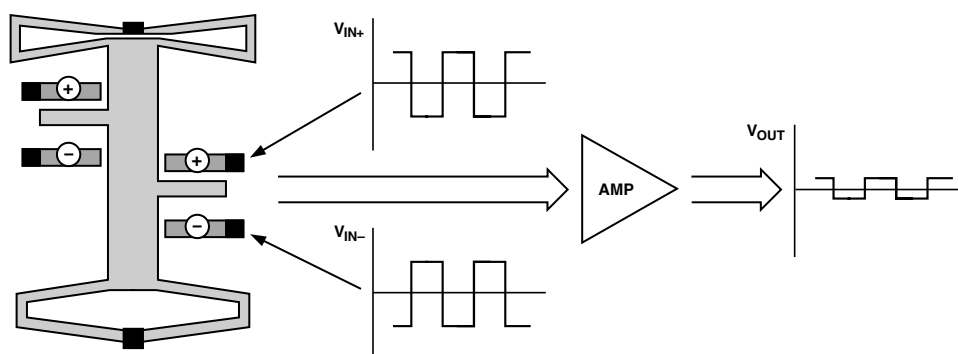 V_IN+
+
−
+
−
V_OUT
AMP
V_IN−